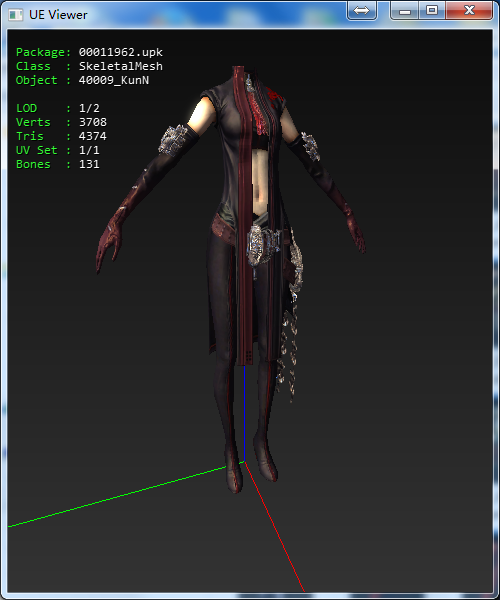 UE Viewer
Package: 00011962.upk
Class : SkeletalMesh
Object : 40009_KunN
LOD : 1/2
Verts : 3708
Tris : 4374
UV Set : 1/1
Bones : 131